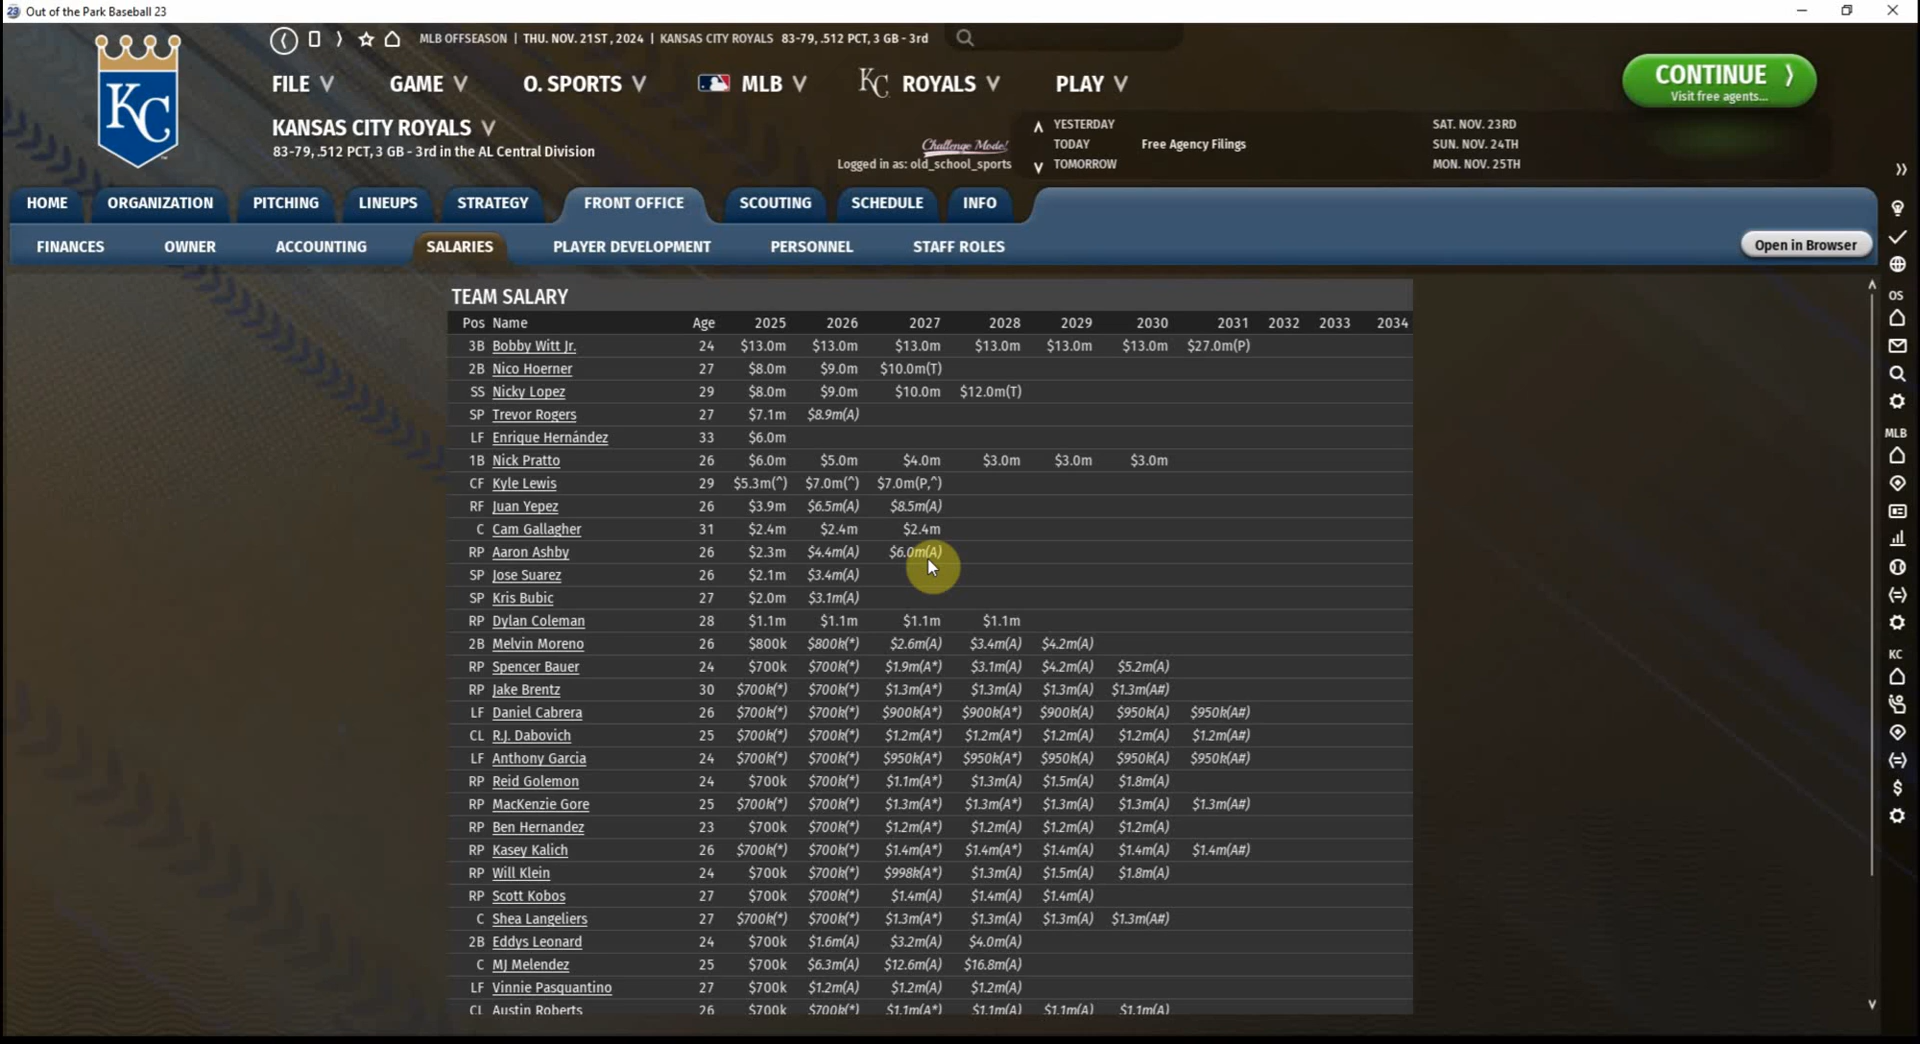 Out of the Park Baseball 23
MLB OFFSEASON | THU. NOV. 21ST, 2024 | KANSAS CITY ROYALS 83-79, .512 PCT, 3 GB - 3rd
FILE GAME O. SPORTS MLB KC ROYALS PLAY
CONTINUE
Visit free agents...
KANSAS CITY ROYALS
83-79, .512 PCT, 3 GB - 3rd in the AL Central Division
Challenge Mode!
Logged in as: old_school_sports
YESTERDAY
TODAY Free Agency Filings
TOMORROW
SAT. NOV. 23RD
SUN. NOV. 24TH
MON. NOV. 25TH
KC
HOME ORGANIZATION PITCHING LINEUPS STRATEGY FRONT OFFICE SCOUTING SCHEDULE INFO
FINANCES OWNER ACCOUNTING SALARIES PLAYER DEVELOPMENT PERSONNEL STAFF ROLES
Open in Browser
TEAM SALARY
Pos Name Age 2025 2026 2027 2028 2029 2030 2031 2032 2033 2034
3B Bobby Witt Jr. 24 $13.0m $13.0m $13.0m $13.0m $13.0m $13.0m $27.0m(P)
2B Nico Hoerner 27 $8.0m $9.0m $10.0m(T)
SS Nicky Lopez 29 $8.0m $9.0m $10.0m $12.0m(T)
SP Trevor Rogers 27 $7.1m $8.9m(A)
LF Enrique Hernández 33 $6.0m
1B Nick Pratto 26 $6.0m $5.0m $4.0m $3.0m $3.0m $3.0m
CF Kyle Lewis 29 $5.3m(^) $7.0m(^) $7.0m(P,^)
RF Juan Yepez 26 $3.9m $6.5m(A) $8.5m(A)
C Cam Gallagher 31 $2.4m $2.4m $2.4m
RP Aaron Ashby 26 $2.3m $4.4m(A) $6.0m(A)
SP Jose Suarez 26 $2.1m $3.4m(A)
SP Kris Bubic 27 $2.0m $3.1m(A)
RP Dylan Coleman 28 $1.1m $1.1m $1.1m $1.1m
2B Melvin Moreno 26 $800k $800k(*) $2.6m(A) $3.4m(A) $4.2m(A)
RP Spencer Bauer 24 $700k $700k(*) $1.9m(A*) $3.1m(A) $4.2m(A) $5.2m(A)
RP Jake Brentz 30 $700k(*) $700k(*) $1.3m(A*) $1.3m(A) $1.3m(A) $1.3m(A#)
LF Daniel Cabrera 26 $700k(*) $700k(*) $900k(A*) $900k(A*) $900k(A) $950k(A) $950k(A#)
CL R.J. Dabovich 25 $700k(*) $700k(*) $1.2m(A*) $1.2m(A*) $1.2m(A) $1.2m(A) $1.2m(A#)
LF Anthony Garcia 24 $700k(*) $700k(*) $950k(A*) $950k(A*) $950k(A) $950k(A) $950k(A#)
RP Reid Golemon 24 $700k $700k(*) $1.1m(A*) $1.3m(A) $1.5m(A) $1.8m(A)
RP MacKenzie Gore 25 $700k(*) $700k(*) $1.3m(A*) $1.3m(A*) $1.3m(A) $1.3m(A) $1.3m(A#)
RP Ben Hernandez 23 $700k $700k(*) $1.2m(A*) $1.2m(A) $1.2m(A) $1.2m(A)
RP Kasey Kalich 26 $700k(*) $700k(*) $1.4m(A*) $1.4m(A*) $1.4m(A) $1.4m(A) $1.4m(A#)
RP Will Klein 24 $700k $700k(*) $998k(A*) $1.3m(A) $1.5m(A) $1.8m(A)
RP Scott Kobos 27 $700k $700k(*) $1.4m(A) $1.4m(A) $1.4m(A)
C Shea Langeliers 27 $700k(*) $700k(*) $1.3m(A*) $1.3m(A) $1.3m(A) $1.3m(A#)
2B Eddys Leonard 24 $700k $1.6m(A) $3.2m(A) $4.0m(A)
C MJ Melendez 25 $700k $6.3m(A) $12.6m(A) $16.8m(A)
LF Vinnie Pasquantino 27 $700k $1.2m(A) $1.2m(A) $1.2m(A)
CL Austin Roberts 26 $700k $700k(*) $1.1m(A*) $1.1m(A) $1.1m(A) $1.1m(A)
OS
MLB
KC